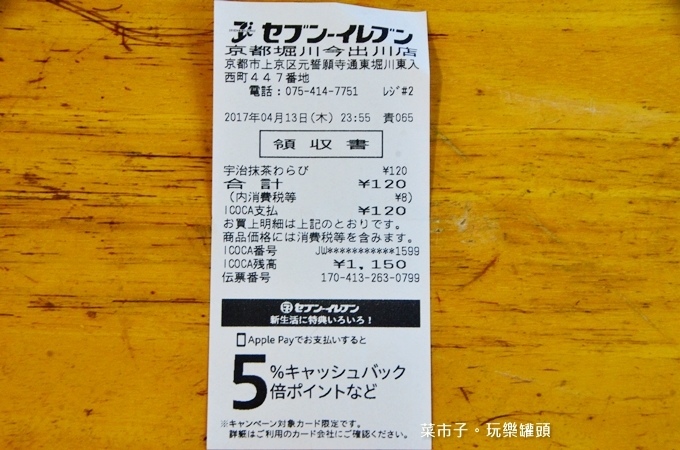 セブン-イレブン
京都堀川今出川店
京都市上京区元誓願寺通東堀川東入
西町447番地
電話：075-414-7751 ﾚｼﾞ#2
2017年04月13日(木) 23:55 責065
領収書
宇治抹茶わらび ¥120
合計 ¥120
(内消費税等 ¥8)
ICOCA支払 ¥120
お買上明細は上記のとおりです。
商品価格には消費税等を含みます。
ICOCA番号 JW***********1599
ICOCA残高 ¥1,150
伝票番号 170-413-263-0799
セブン-イレブン
新生活に特典いろいろ！
Apple Payでお支払いすると
5%キャッシュバック
倍ポイントなど
※キャンペーン対象カード限定です。
詳細はご利用のカード会社にご確認ください。
菜市子。玩樂罐頭